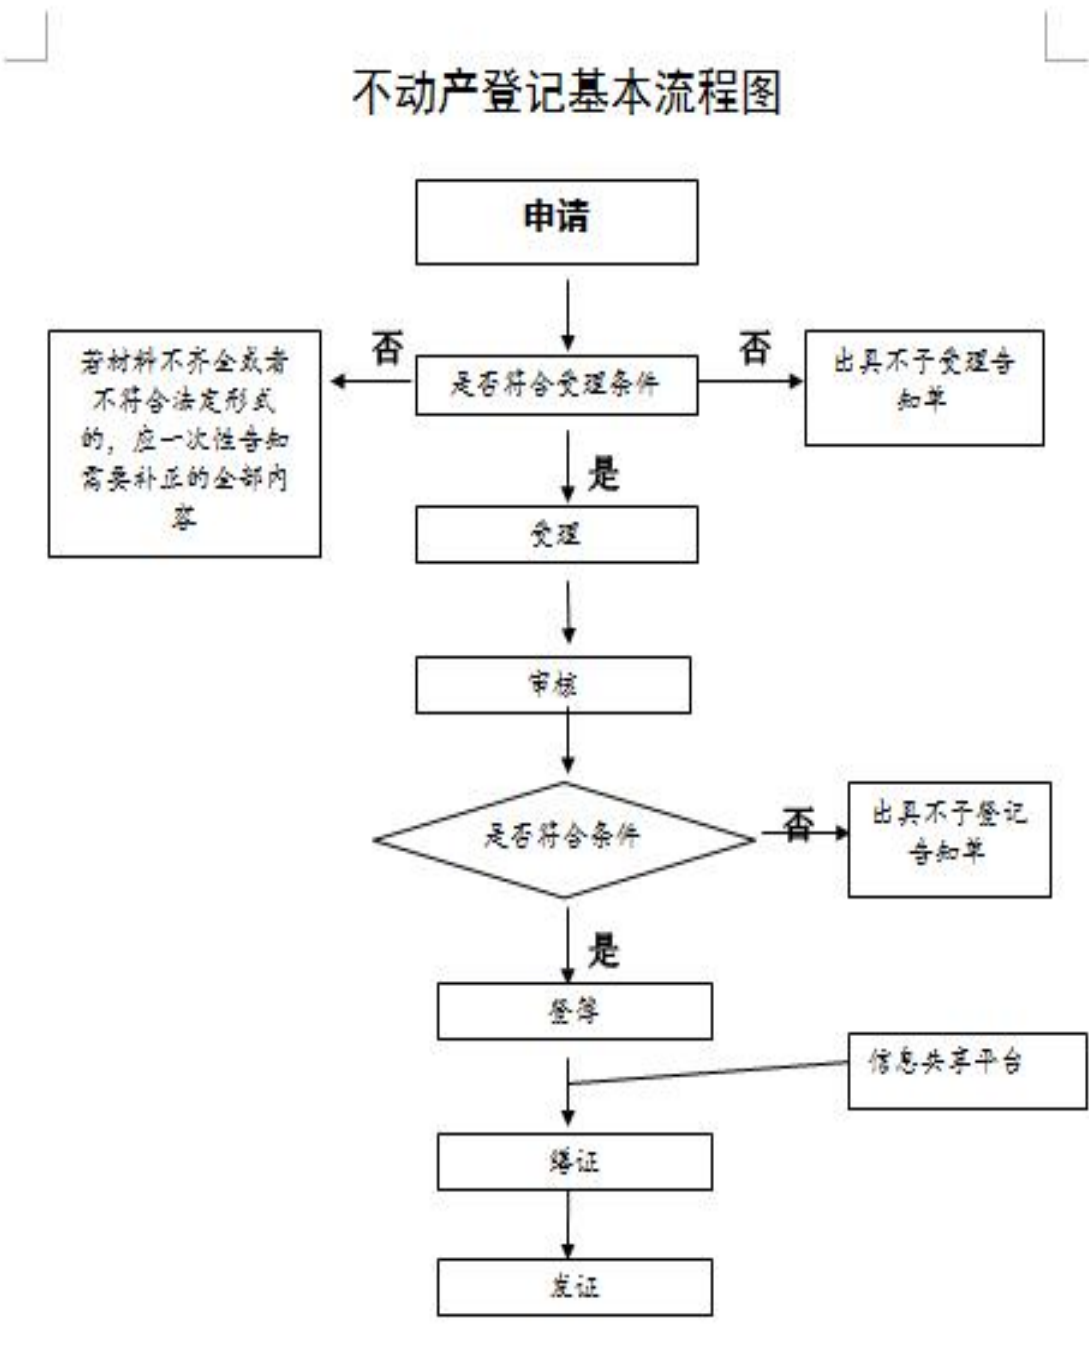 不动产登记基本流程图
申请
否
否
若材料不齐全或者
不符合法定形式
的，应一次性告知
需要补正的全部内
容
是否符合受理条件
出具不予受理告
知单
是
受理
审核
是否符合条件
否
出具不予登记
告知单
是
登簿
信息共享平台
缮证
发证